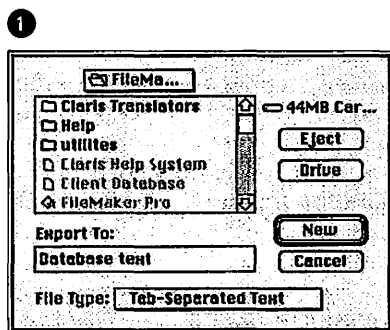 1
FileMa...
Claris Translators
Help
utilites
Claris Help System
Client Database
FileMaker Pro
44MB Car...
Eject
Drive
Export To:
Database text
New
Cancel
File Type: Tab-Separated Text